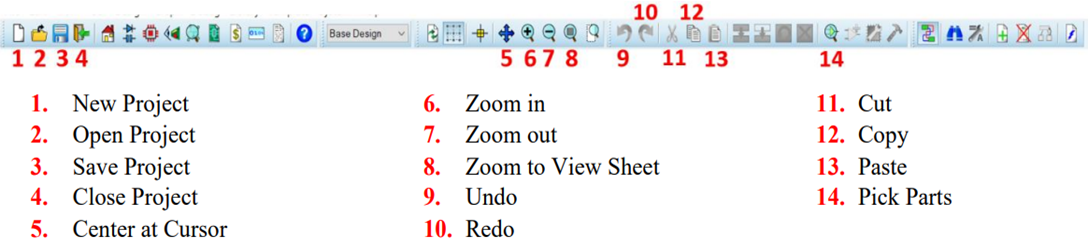 Base Design
10 12
1 2 3 4 5 6 7 8 9 11 13 14
1. New Project
2. Open Project
3. Save Project
4. Close Project
5. Center at Cursor
6. Zoom in
7. Zoom out
8. Zoom to View Sheet
9. Undo
10. Redo
11. Cut
12. Copy
13. Paste
14. Pick Parts